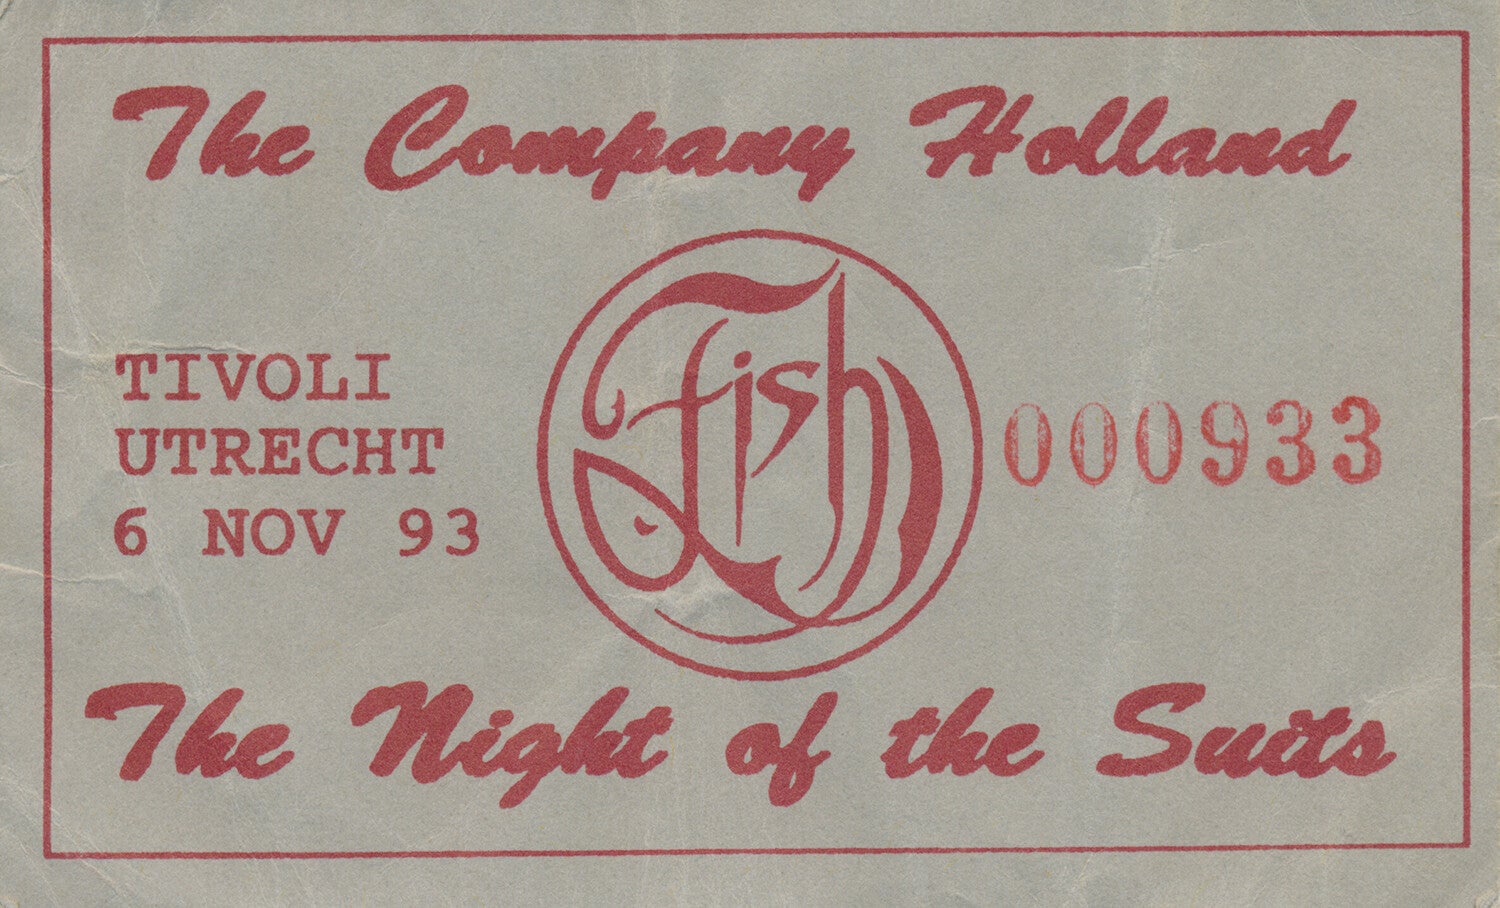 The Company Holland
fish
TIVOLI
UTRECHT
6 NOV 93
000933
The Night of the Suits